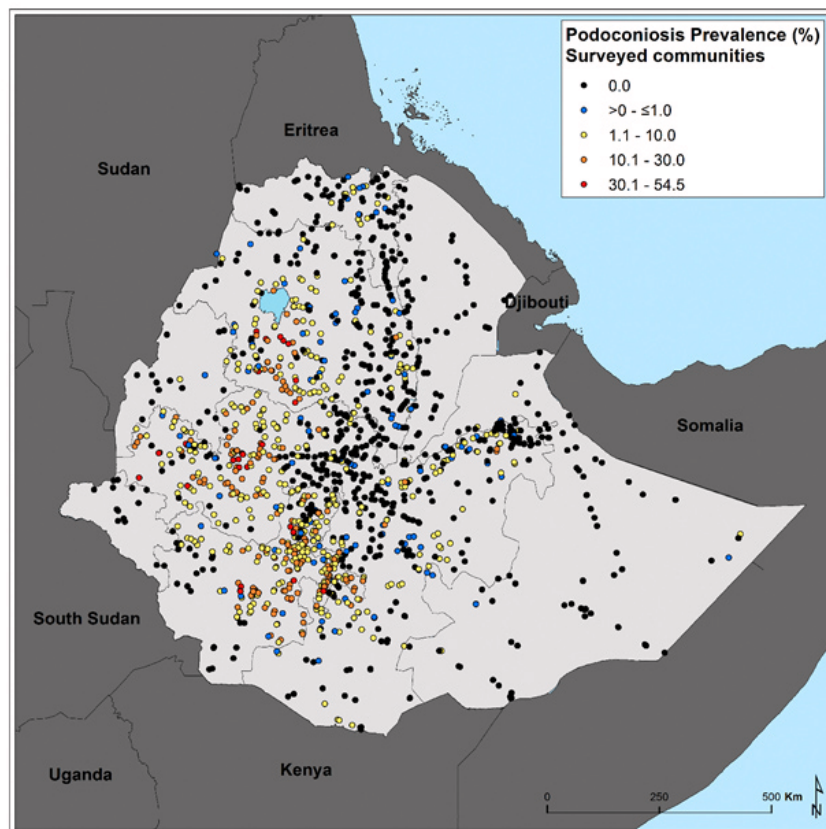 Podoconiosis Prevalence (%)
Surveyed communities
0.0
>0 - ≤1.0
1.1 - 10.0
10.1 - 30.0
30.1 - 54.5
Eritrea
Sudan
Djibouti
Somalia
South Sudan
Uganda
Kenya
0 250 500 Km
N